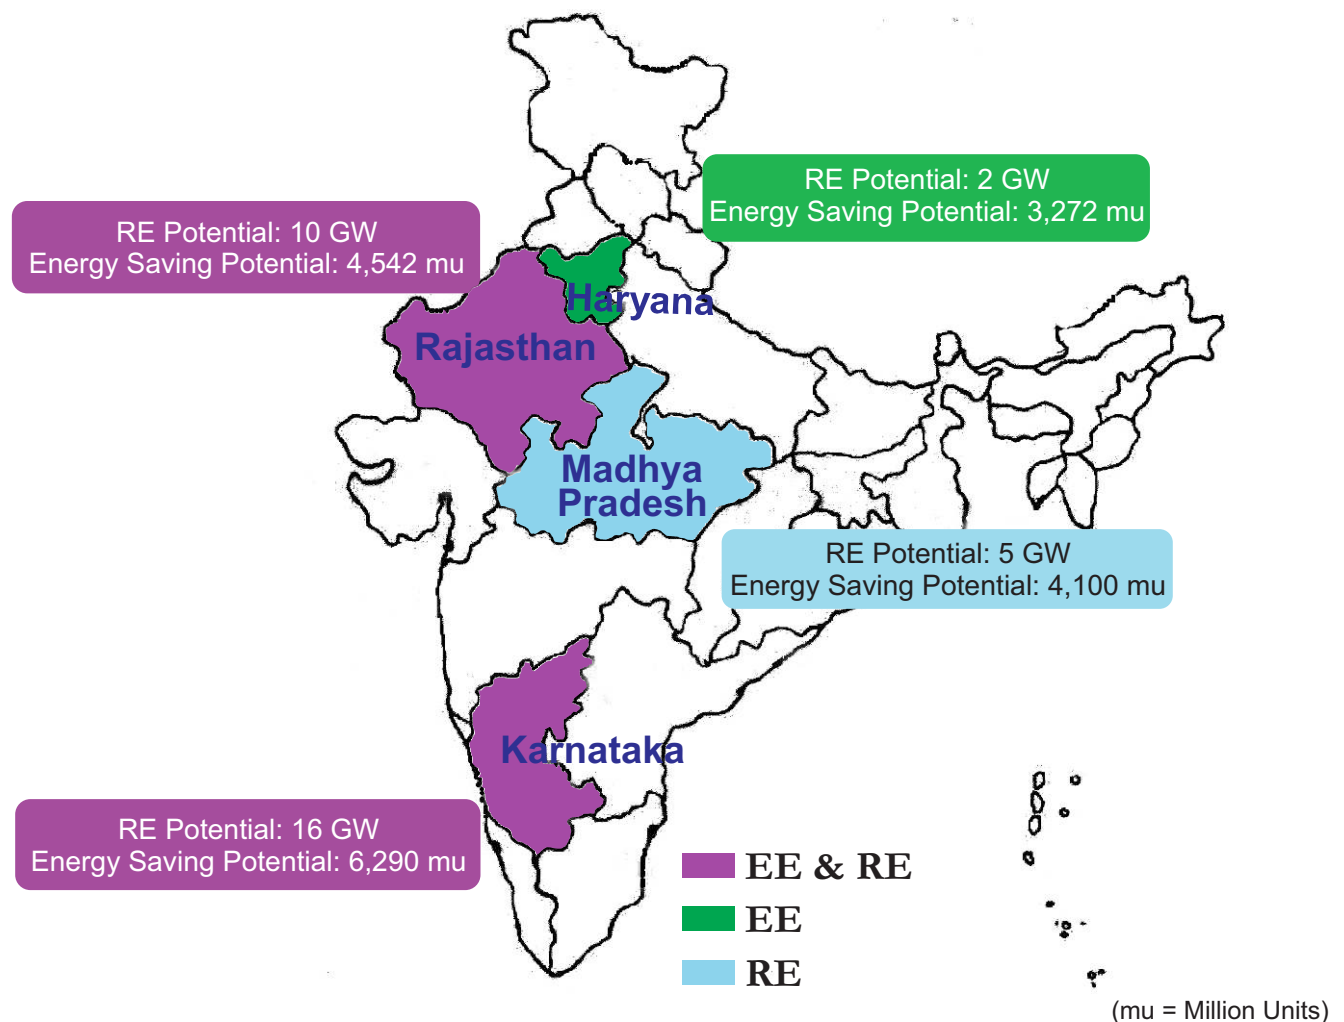 RE Potential: 2 GW
Energy Saving Potential: 3,272 mu
RE Potential: 10 GW
Energy Saving Potential: 4,542 mu
Haryana
Rajasthan
Madhya
Pradesh
RE Potential: 5 GW
Energy Saving Potential: 4,100 mu
Karnataka
RE Potential: 16 GW
Energy Saving Potential: 6,290 mu
EE & RE
EE
RE
(mu = Million Units)